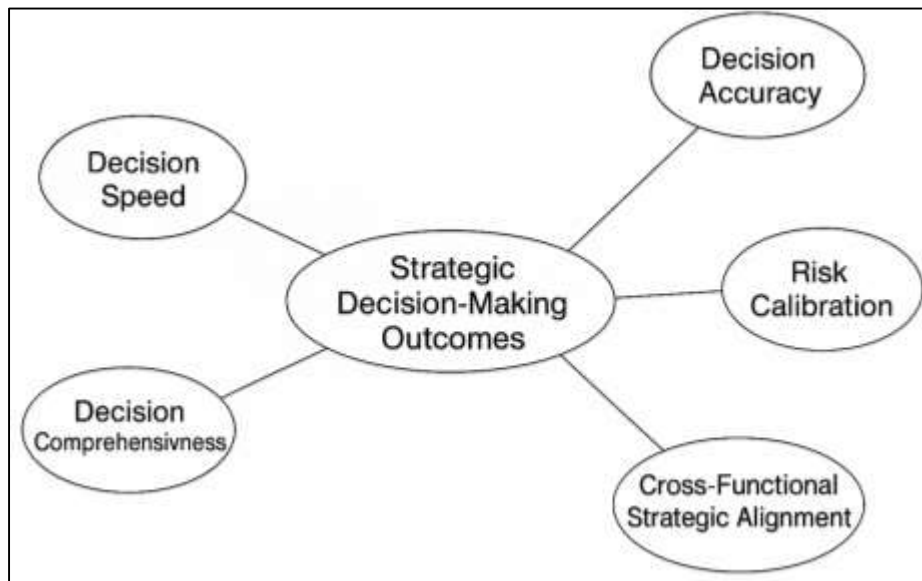 Decision
Accuracy
Decision
Speed
Strategic
Decision-Making
Outcomes
Risk
Calibration
Decision
Comprehensivness
Cross-Functional
Strategic Alignment